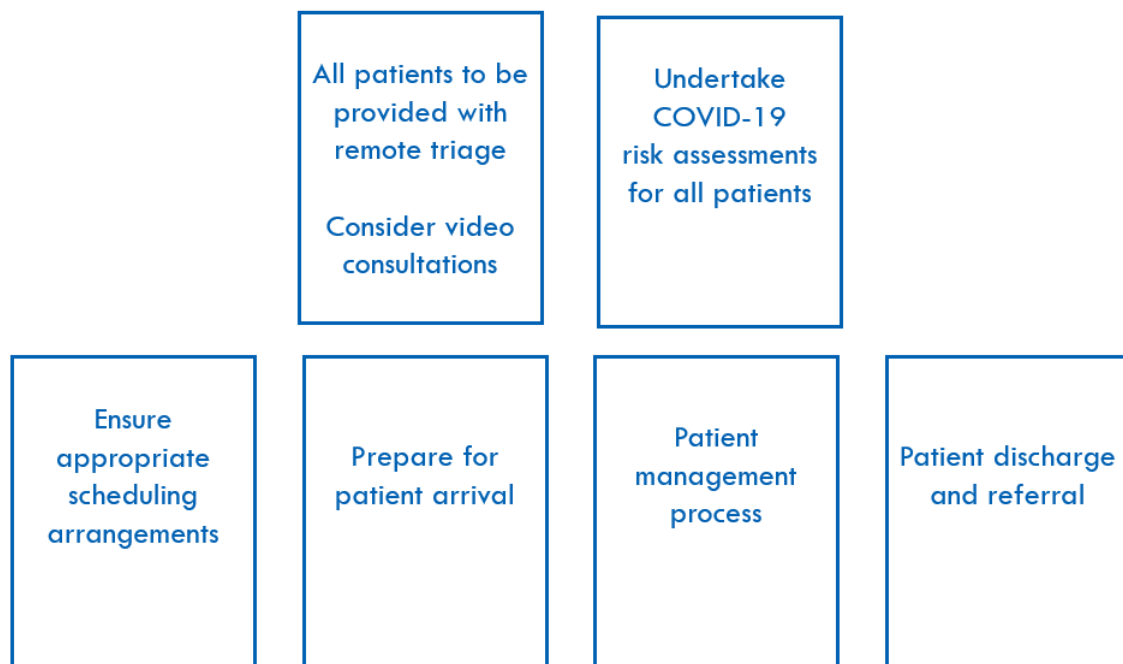 All patients to be
provided with
remote triage
Consider video
consultations
Undertake
COVID-19
risk assessments
for all patients
Ensure
appropriate
scheduling
arrangements
Prepare for
patient arrival
Patient
management
process
Patient discharge
and referral